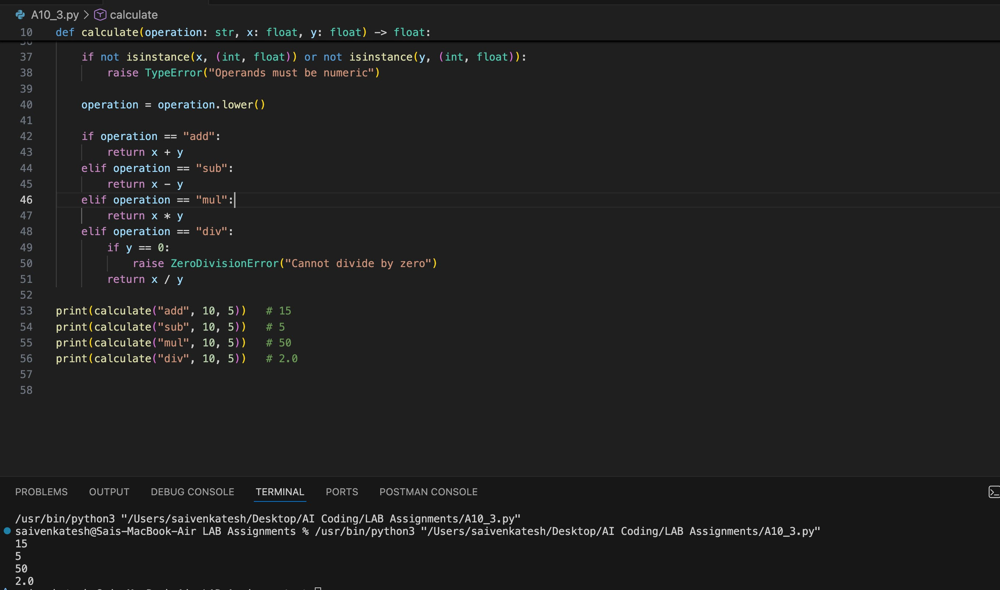 A10_3.py > calculate
10 def calculate(operation: str, x: float, y: float) -> float:
37 if not isinstance(x, (int, float)) or not isinstance(y, (int, float)):
38 raise TypeError("Operands must be numeric")
39
40 operation = operation.lower()
41
42 if operation == "add":
43 return x + y
44 elif operation == "sub":
45 return x - y
46 elif operation == "mul":
47 return x * y
48 elif operation == "div":
49 if y == 0:
50 raise ZeroDivisionError("Cannot divide by zero")
51 return x / y
52
53 print(calculate("add", 10, 5)) # 15
54 print(calculate("sub", 10, 5)) # 5
55 print(calculate("mul", 10, 5)) # 50
56 print(calculate("div", 10, 5)) # 2.0
57
58
PROBLEMS OUTPUT DEBUG CONSOLE TERMINAL PORTS POSTMAN CONSOLE
/usr/bin/python3 "/Users/saivenkatesh/Desktop/AI Coding/LAB Assignments/A10_3.py"
saivenkatesh@Sais-MacBook-Air LAB Assignments % /usr/bin/python3 "/Users/saivenkatesh/Desktop/AI Coding/LAB Assignments/A10_3.py"
15
5
50
2.0